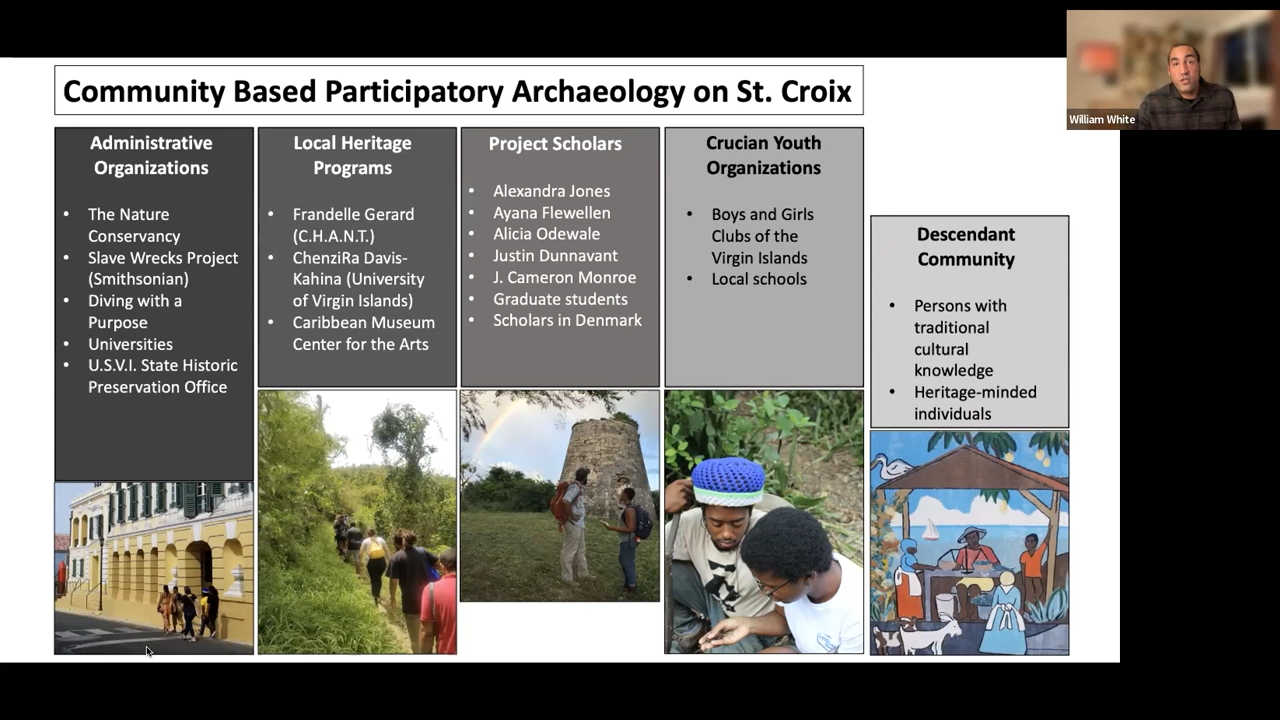 Community Based Participatory Archaeology on St. Croix
William White
Administrative
Organizations
• The Nature
Conservancy
• Slave Wrecks Project
(Smithsonian)
• Diving with a
Purpose
• Universities
• U.S.V.I. State Historic
Preservation Office
Local Heritage
Programs
• Frandelle Gerard
(C.H.A.N.T.)
• ChenziRa Davis-
Kahina (University
of Virgin Islands)
• Caribbean Museum
Center for the Arts
Project Scholars
• Alexandra Jones
• Ayana Flewellen
• Alicia Odewale
• Justin Dunnavant
• J. Cameron Monroe
• Graduate students
• Scholars in Denmark
Crucian Youth
Organizations
• Boys and Girls
Clubs of the
Virgin Islands
• Local schools
Descendant
Community
• Persons with
traditional
cultural
knowledge
• Heritage-minded
individuals